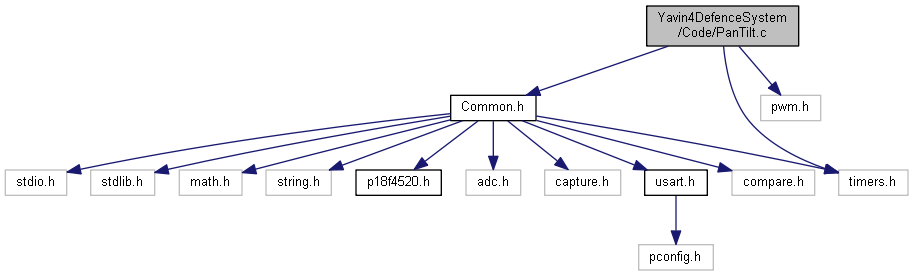 Yavin4DefenceSystem
/Code/PanTilt.c
Common.h
pwm.h
stdio.h
stdlib.h
math.h
string.h
p18f4520.h
adc.h
capture.h
usart.h
compare.h
timers.h
pconfig.h